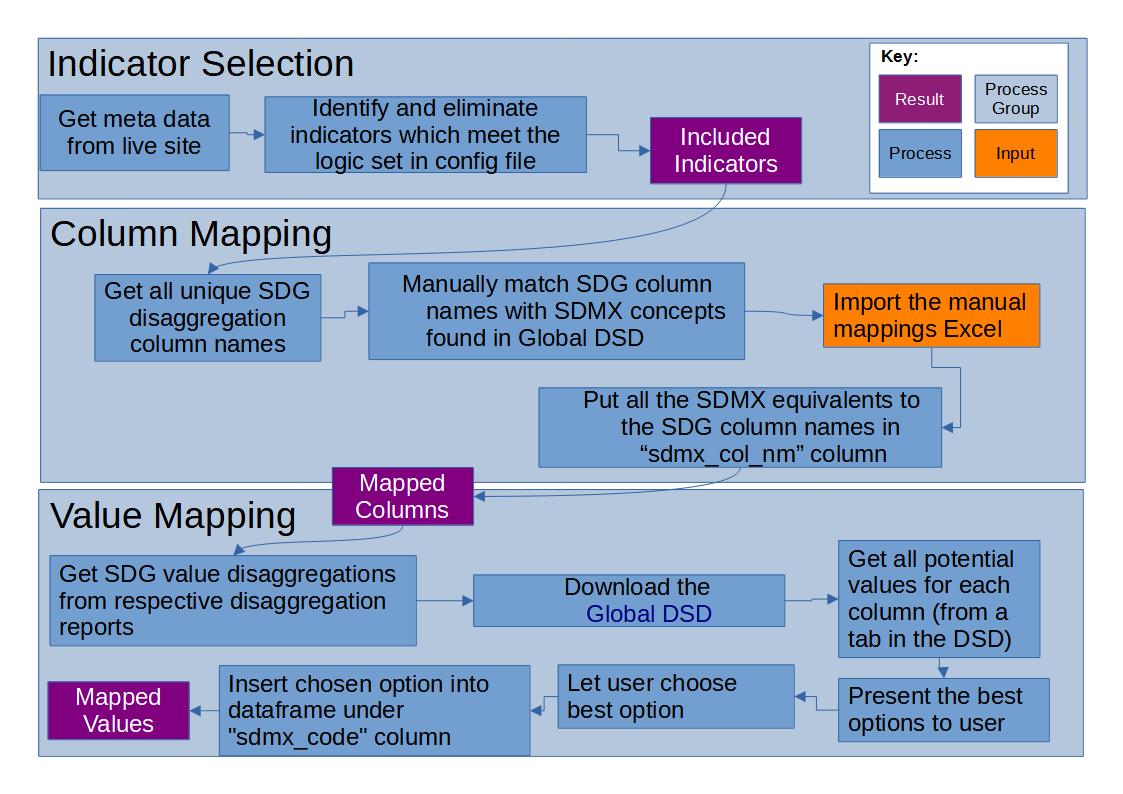 Indicator Selection
Key:
Result
Process
Group
Process
Input
Get meta data
from live site
Identify and eliminate
indicators which meet the
logic set in config file
Included
Indicators
Column Mapping
Get all unique SDG
disaggregation
column names
Manually match SDG column
names with SDMX concepts
found in Global DSD
Import the manual
mappings Excel
Put all the SDMX equivalents to
the SDG column names in
“sdmx_col_nm” column
Mapped
Columns
Value Mapping
Get SDG value disaggregations
from respective disaggregation
reports
Download the
Global DSD
Get all potential
values for each
column (from a
tab in the DSD)
Present the best
options to user
Let user choose
best option
Insert chosen option into
dataframe under
"sdmx_code" column
Mapped
Values